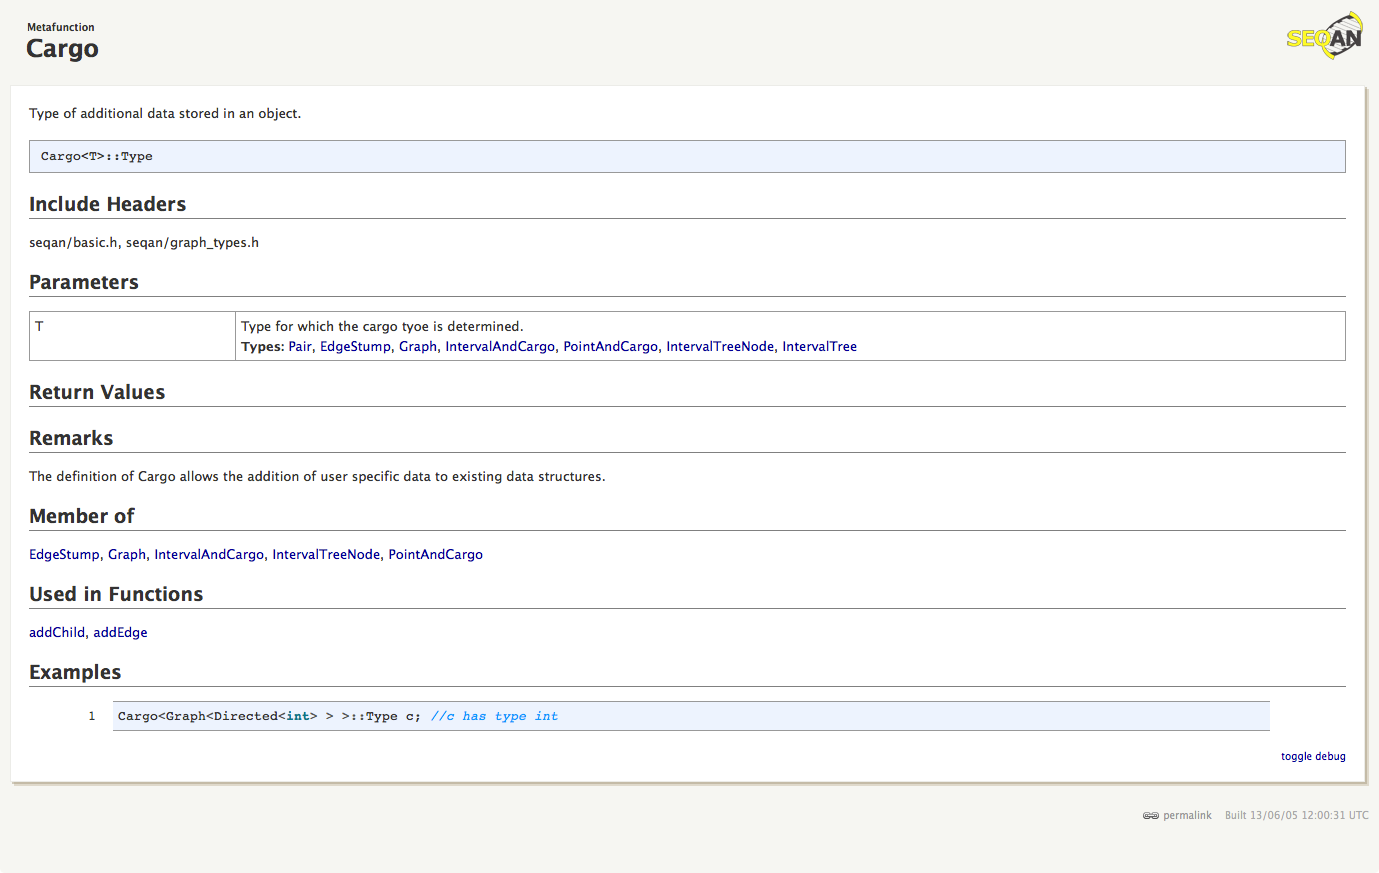 Metafunction
Cargo
SEQAN
Type of additional data stored in an object.
Cargo<T>::Type
Include Headers
seqan/basic.h, seqan/graph_types.h
Parameters
T
Type for which the cargo tyoe is determined.
Types: Pair, EdgeStump, Graph, IntervalAndCargo, PointAndCargo, IntervalTreeNode, IntervalTree
Return Values
Remarks
The definition of Cargo allows the addition of user specific data to existing data structures.
Member of
EdgeStump, Graph, IntervalAndCargo, IntervalTreeNode, PointAndCargo
Used in Functions
addChild, addEdge
Examples
1 Cargo<Graph<Directed<int> > >::Type c; //c has type int
toggle debug
permalink Built 13/06/05 12:00:31 UTC